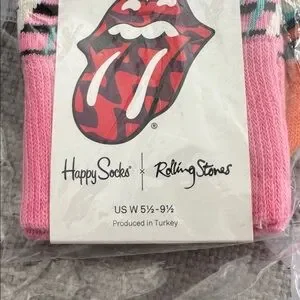 ®
Happy Socks® × Rolling Stones
US W 5½-9½
Produced in Turkey